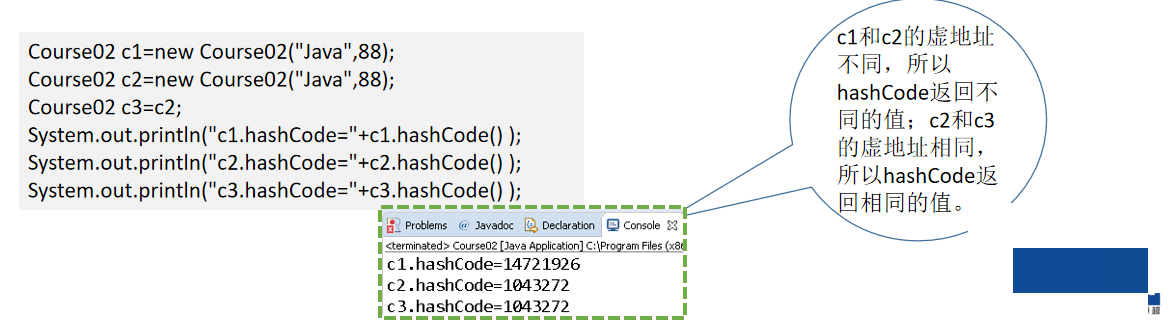 Course02 c1=new Course02("Java",88);
Course02 c2=new Course02("Java",88);
Course02 c3=c2;
System.out.println("c1.hashCode="+c1.hashCode() );
System.out.println("c2.hashCode="+c2.hashCode() );
System.out.println("c3.hashCode="+c3.hashCode() );
c1和c2的虚地址
不同，所以
hashCode返回不
同的值；c2和c3
的虚地址相同，
所以hashCode返
回相同的值。
Problems @ Javadoc Declaration Console
<terminated> Course02 [Java Application] C:\Program Files (x86
c1.hashCode=14721926
c2.hashCode=1043272
c3.hashCode=1043272